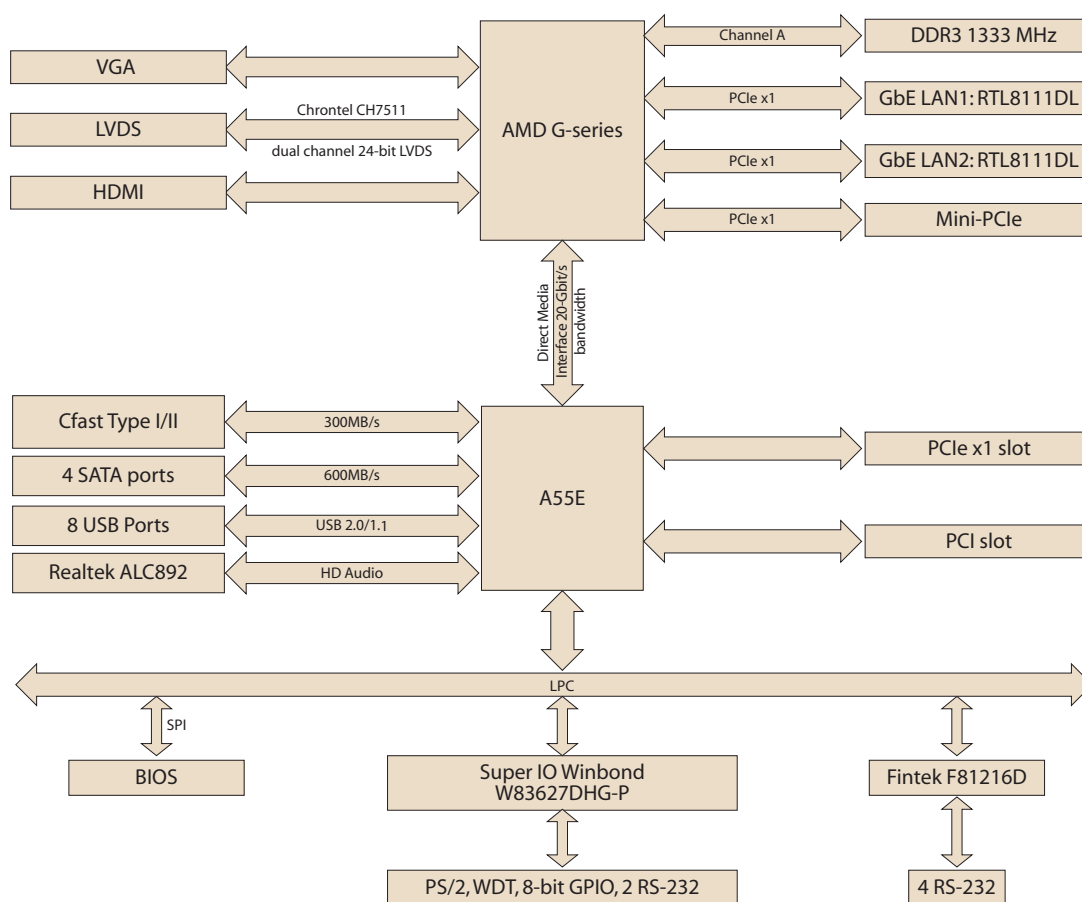 VGA
Chrontel CH7511
LVDS
dual channel 24-bit LVDS
HDMI
AMD G-series
Channel A
DDR3 1333 MHz
PCIe x1
GbE LAN1: RTL8111DL
PCIe x1
GbE LAN2: RTL8111DL
PCIe x1
Mini-PCIe
Direct Media
Interface 20-Gbit/s
bandwidth
Cfast Type I/II
300MB/s
4 SATA ports
600MB/s
8 USB Ports
USB 2.0/1.1
Realtek ALC892
HD Audio
A55E
PCIe x1 slot
PCI slot
LPC
SPI
BIOS
Super IO Winbond
W83627DHG-P
Fintek F81216D
PS/2, WDT, 8-bit GPIO, 2 RS-232
4 RS-232